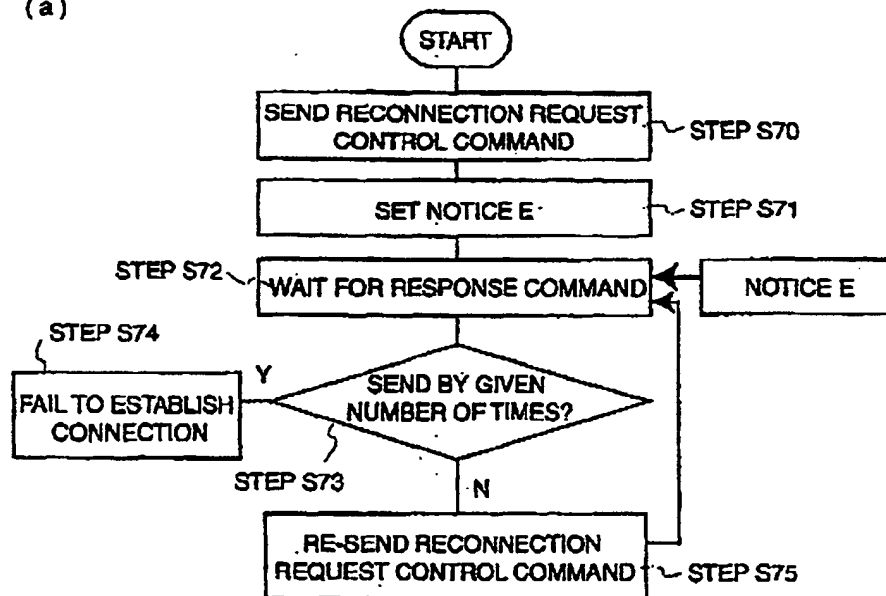 (a)
START
SEND RECONNECTION REQUEST
CONTROL COMMAND
STEP S70
SET NOTICE E
STEP S71
STEP S72
WAIT FOR RESPONSE COMMAND
NOTICE E
STEP S74
FAIL TO ESTABLISH
CONNECTION
Y
SEND BY GIVEN
NUMBER OF TIMES?
STEP S73
N
RE-SEND RECONNECTION
REQUEST CONTROL COMMAND
STEP S75